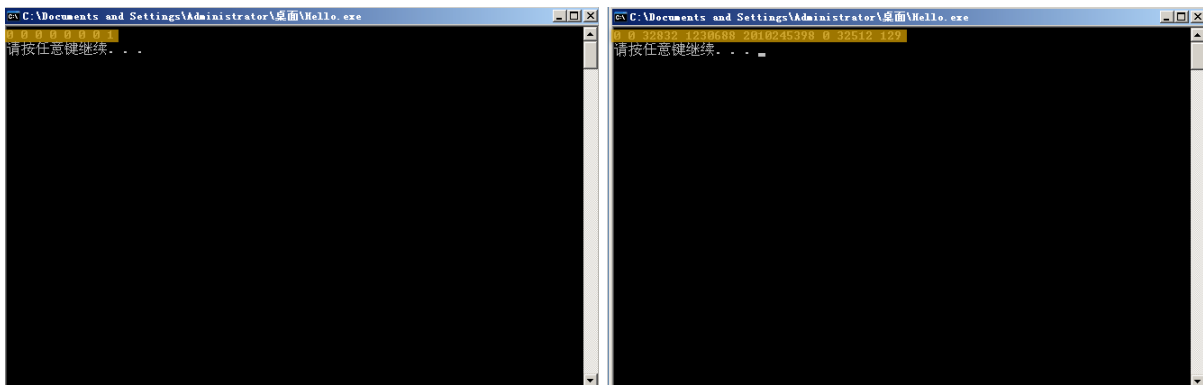 C:\Documents and Settings\Administrator\桌面\Hello.exe
0 0 0 0 0 0 0 1
请按任意键继续. . .
C:\Documents and Settings\Administrator\桌面\Hello.exe
0 0 32832 1230688 2010245398 0 32512 129
请按任意键继续. . .